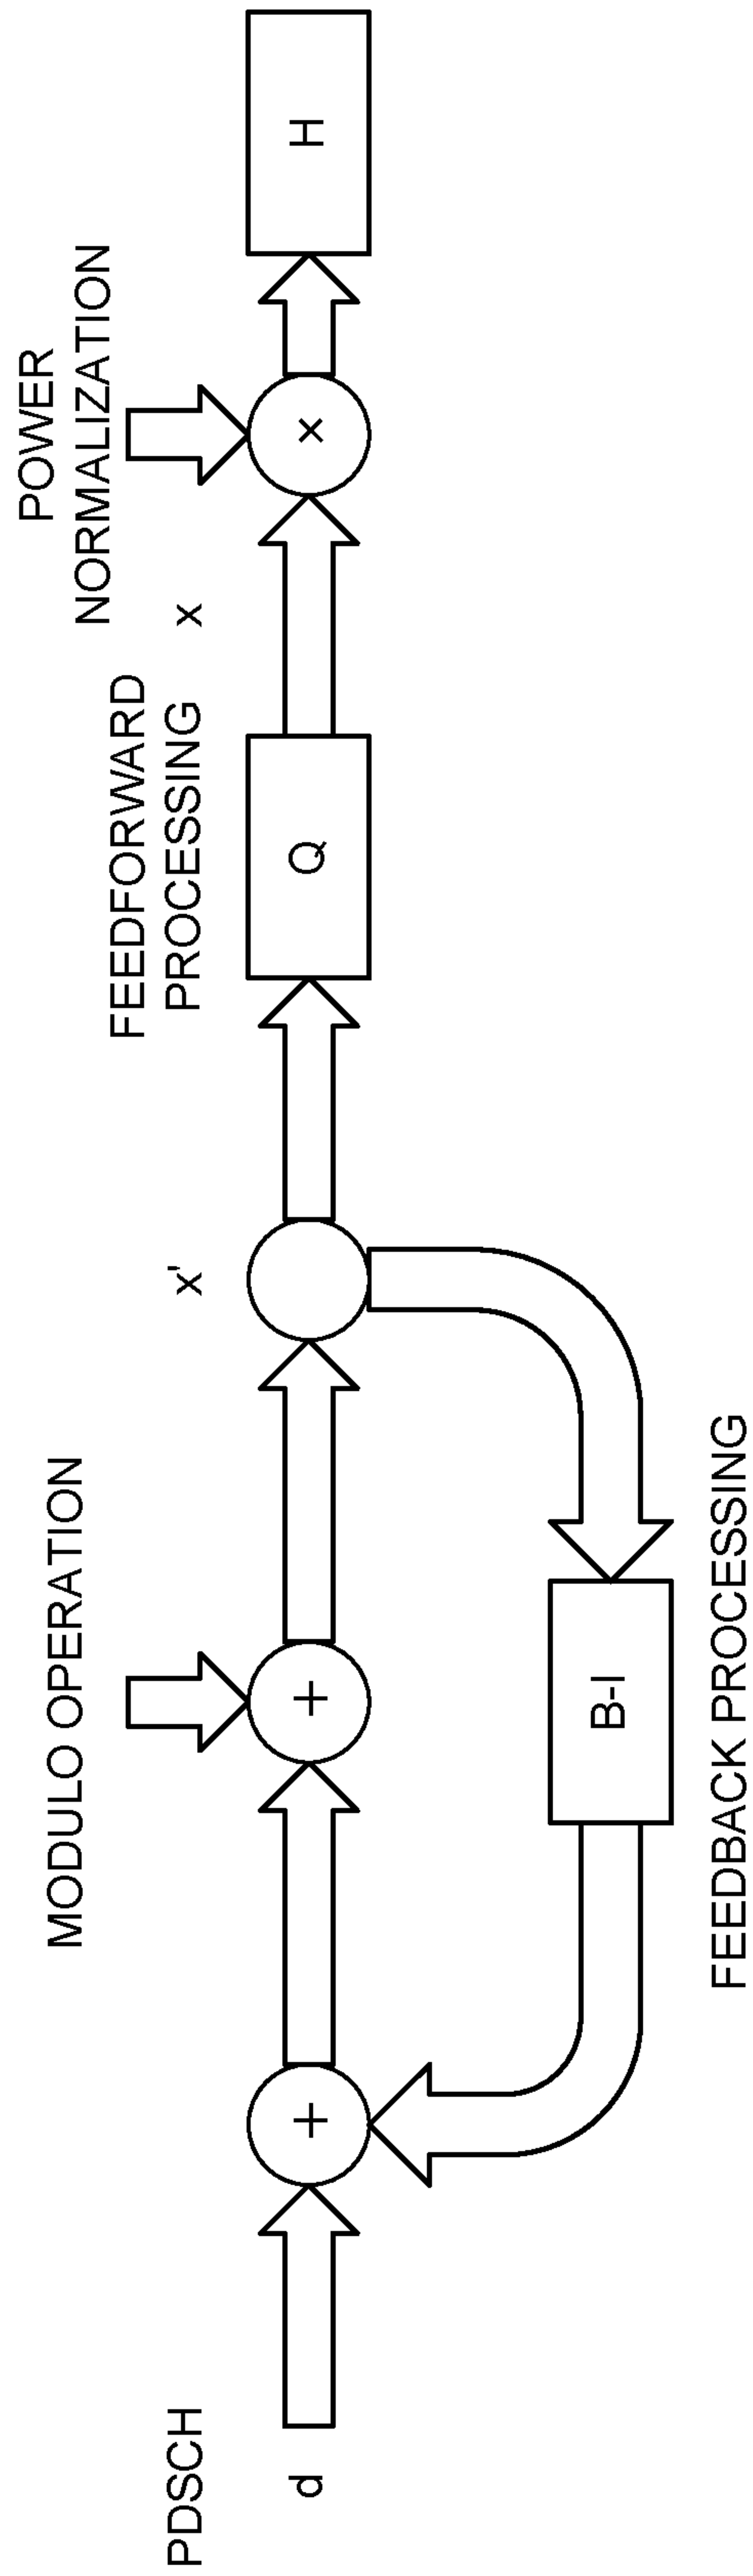 PDSCH
d
+
MODULO OPERATION
+
x'
FEEDFORWARD
PROCESSING
Q
x
POWER
NORMALIZATION
×
H
B-I
FEEDBACK PROCESSING